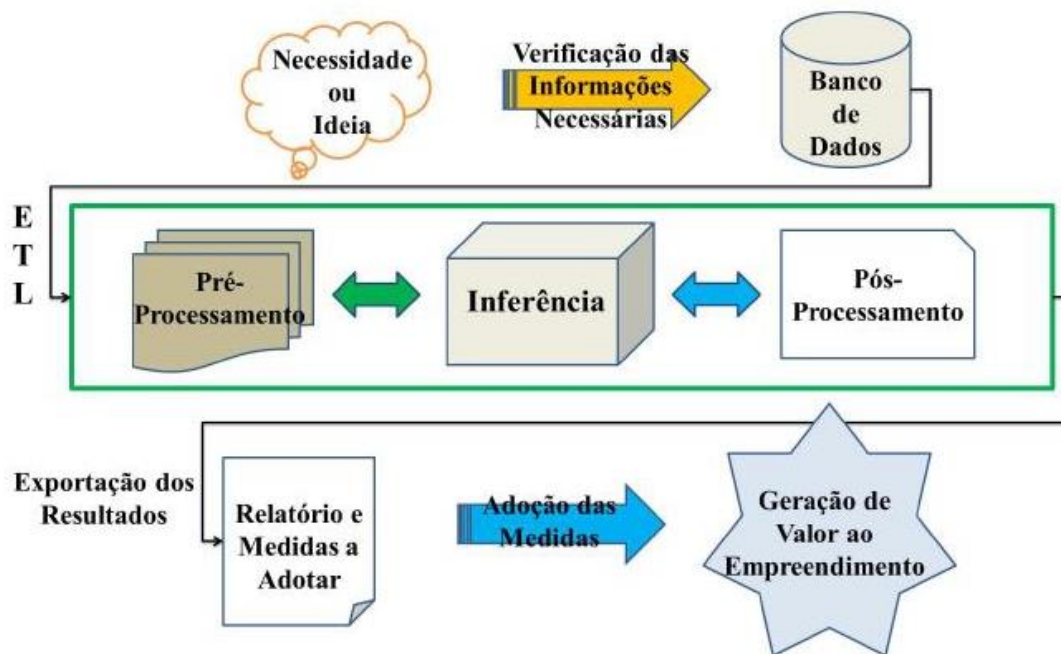 Necessidade
ou
Ideia
Verificação das
Informações
Necessárias
Banco
de
Dados
E
T
L
Pré-
Processamento
Inferência
Pós-
Processamento
Exportação dos
Resultados
Relatório e
Medidas a
Adotar
Adoção das
Medidas
Geração de
Valor ao
Empreendimento